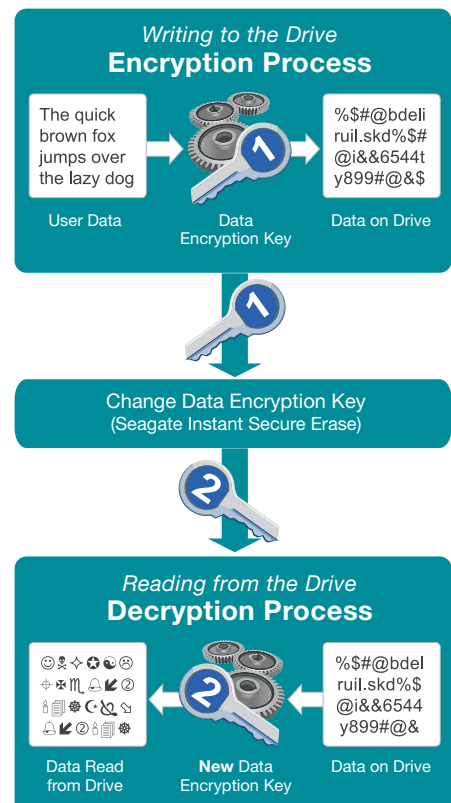 Writing to the Drive
Encryption Process
The quick
brown fox
jumps over
the lazy dog
1
%$#@bdeli
ruil.skd%$#
@i&&6544t
y899#@&$
User Data
Data
Encryption Key
Data on Drive
1
Change Data Encryption Key
(Seagate Instant Secure Erase)
2
Reading from the Drive
Decryption Process
☺☠✧✪☯☹
⌖✠♏🔔↙②
🕯🗐☸☪🙰⬁
🔔↙②🕯🗐☸
2
%$#@bdel
iruil.skd%$
@i&&6544
y899#@&
Data Read
from Drive
New Data
Encryption Key
Data on Drive